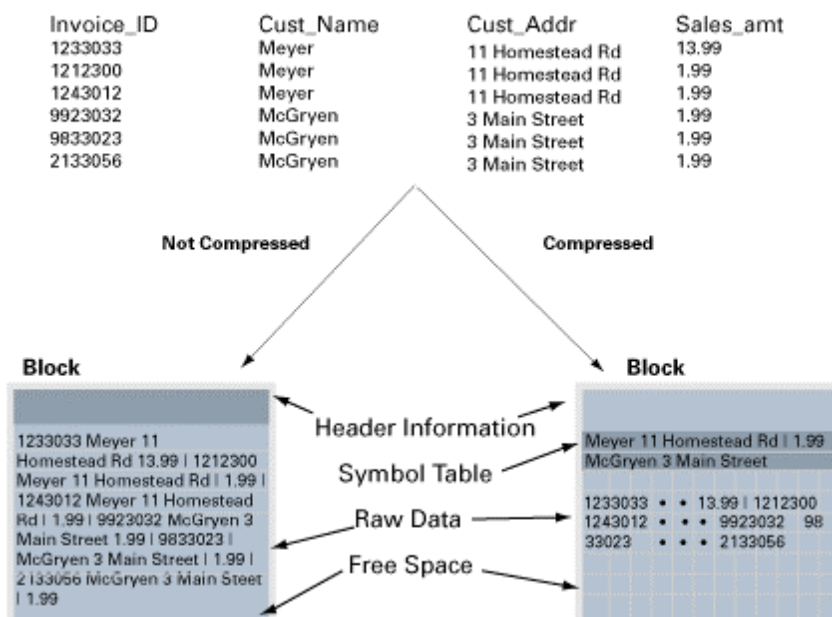 Invoice_ID Cust_Name Cust_Addr Sales_amt
1233033 Meyer 11 Homestead Rd 13.99
1212300 Meyer 11 Homestead Rd 1.99
1243012 Meyer 11 Homestead Rd 1.99
9923032 McGryen 3 Main Street 1.99
9833023 McGryen 3 Main Street 1.99
2133056 McGryen 3 Main Street 1.99
Not Compressed
Compressed
Block
1233033 Meyer 11
Homestead Rd 13.99 | 1212300
Meyer 11 Homestead Rd | 1.99 |
1243012 Meyer 11 Homestead
Rd | 1.99 | 9923032 McGryen 3
Main Street 1.99 | 9833023 |
McGryen 3 Main Street | 1.99 |
2133056 McGryen 3 Main Steet
| 1.99
Header Information
Symbol Table
Raw Data
Free Space
Block
Meyer 11 Homestead Rd | 1.99
McGryen 3 Main Street
1233033 • • 13.99 | 1212300
1243012 • • • 9923032 98
33023 • • • 2133056